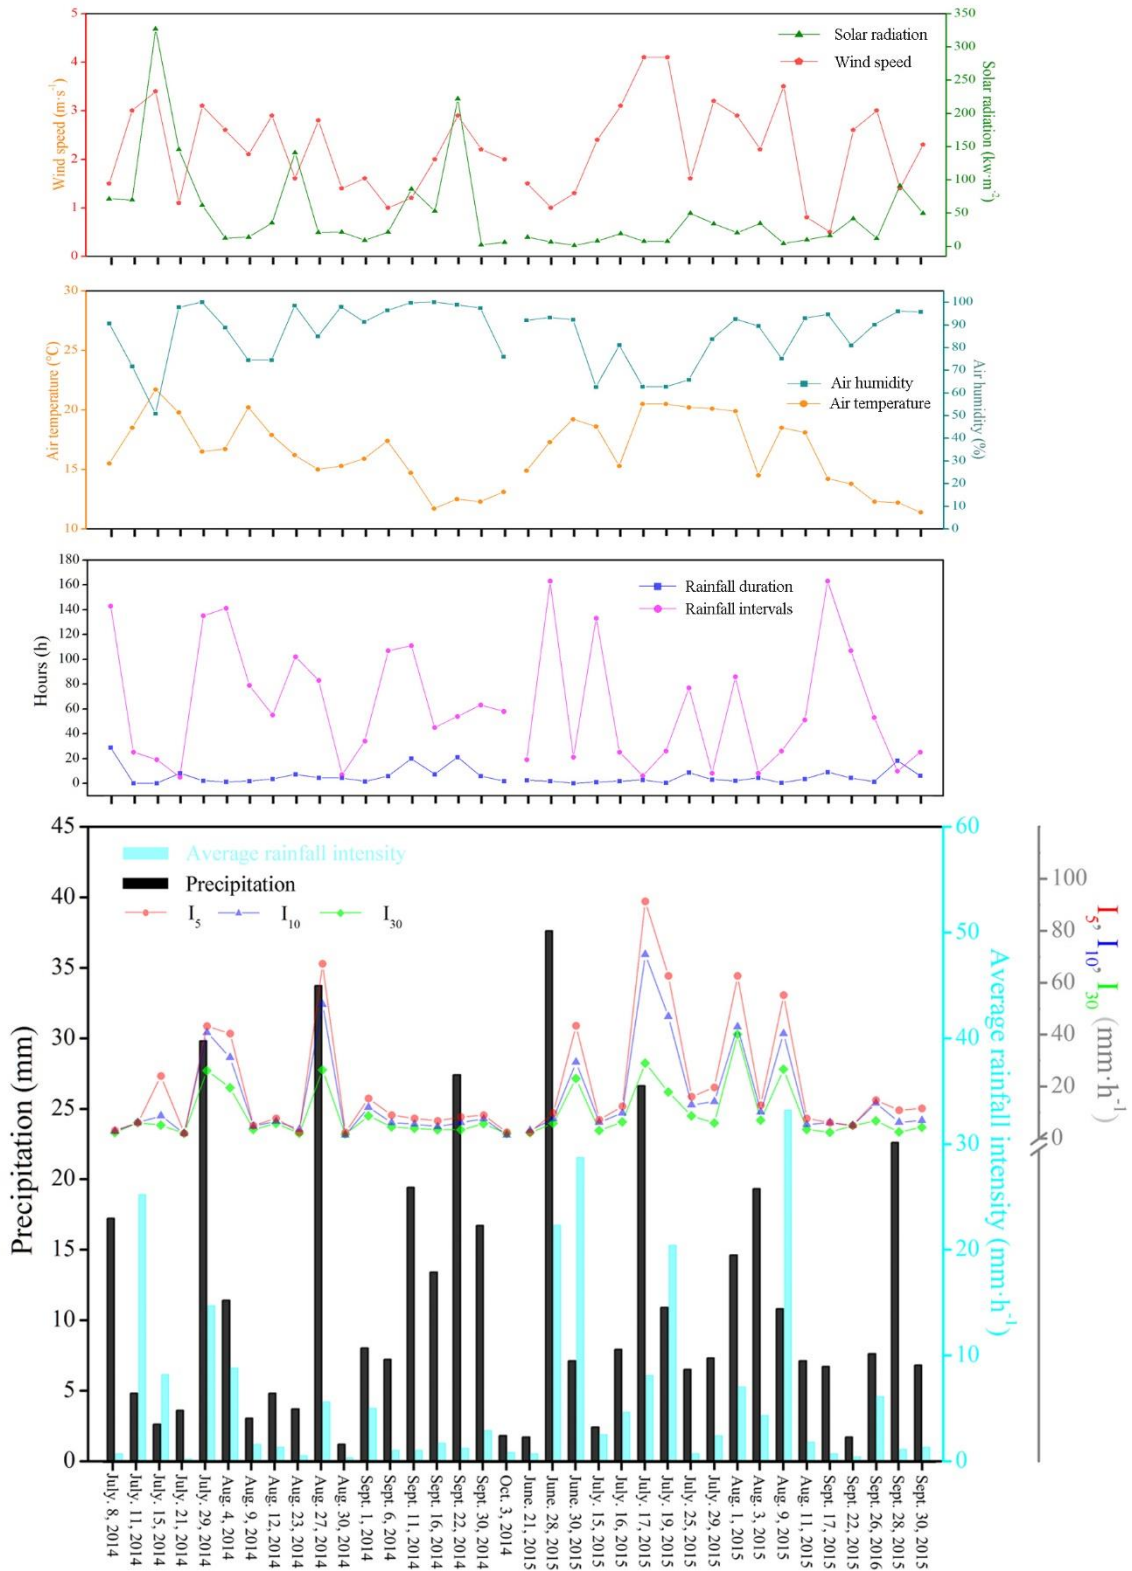 5
4
3
2
1
0
Wind speed (m·s⁻¹)
350
300
250
200
150
100
50
0
Solar radiation (kw·m⁻²)
Solar radiation
Wind speed
30
25
20
15
10
Air temperature (°C)
100
90
80
70
60
50
40
30
20
10
0
Air humidity (%)
Air humidity
Air temperature
180
160
140
120
100
80
60
40
20
0
Hours (h)
Rainfall duration
Rainfall intervals
45
40
35
30
25
20
15
10
5
0
Precipitation (mm)
Average rainfall intensity
Precipitation
I₅ I₁₀ I₃₀
60
50
40
30
20
10
0
Average rainfall intensity (mm·h⁻¹)
100
80
60
40
20
0
I₅, I₁₀, I₃₀ (mm·h⁻¹)
July. 8, 2014
July. 11, 2014
July. 15, 2014
July. 21, 2014
July. 29, 2014
Aug. 4, 2014
Aug. 9, 2014
Aug. 12, 2014
Aug. 23, 2014
Aug. 27, 2014
Aug. 30, 2014
Sept. 1, 2014
Sept. 6, 2014
Sept. 11, 2014
Sept. 16, 2014
Sept. 22, 2014
Sept. 30, 2014
Oct. 3, 2014
June. 21, 2015
June. 28, 2015
June. 30, 2015
July. 15, 2015
July. 16, 2015
July. 17, 2015
July. 19, 2015
July. 25, 2015
July. 29, 2015
Aug. 1, 2015
Aug. 3, 2015
Aug. 9, 2015
Aug. 11, 2015
Sept. 17, 2015
Sept. 22, 2015
Sept. 26, 2016
Sept. 28, 2015
Sept. 30, 2015